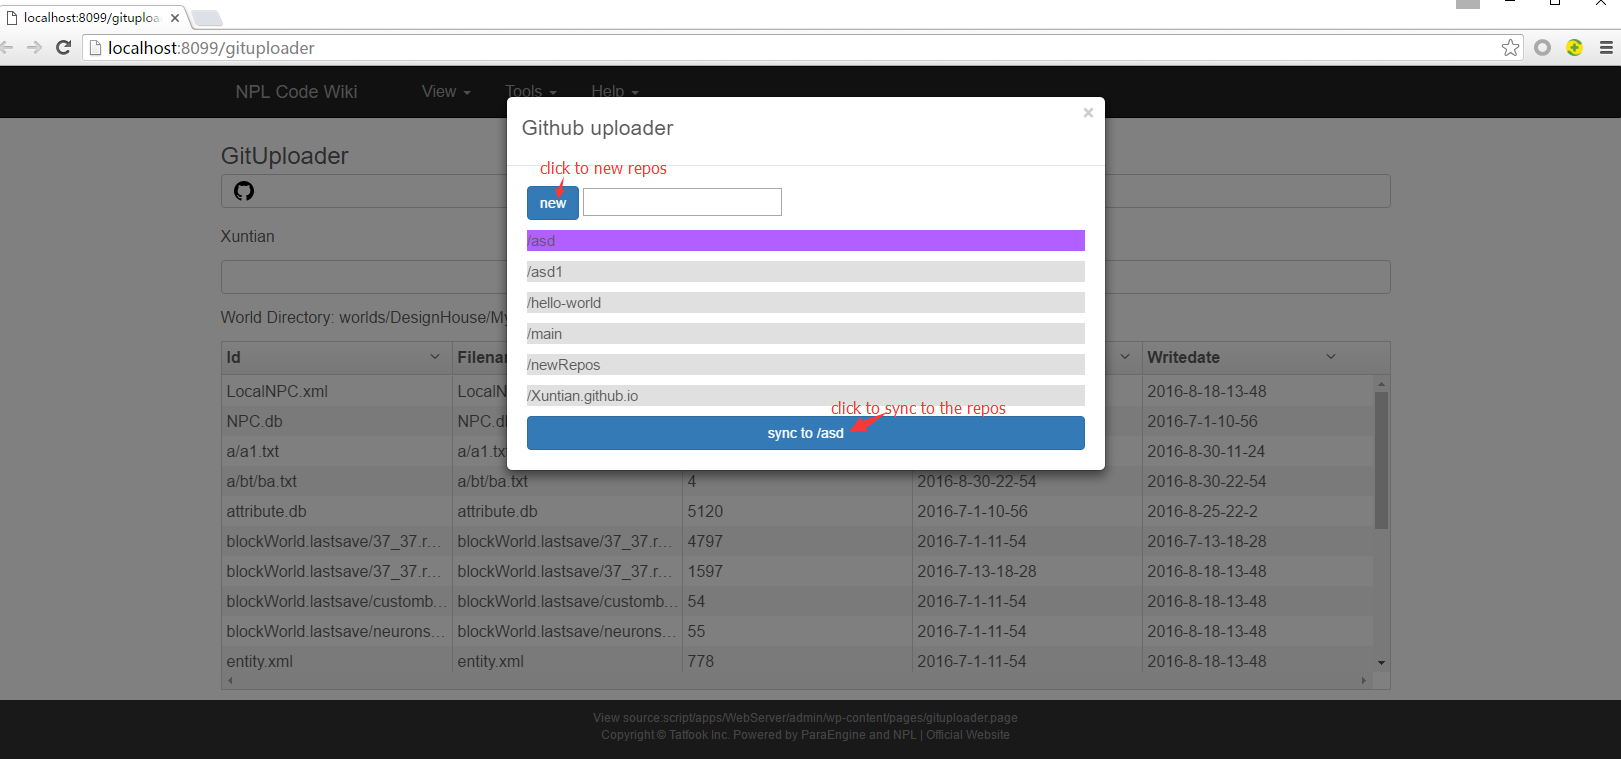 localhost:8099/gituploa
localhost:8099/gituploader
NPL Code Wiki View Tools Help
Github uploader ×
GitUploader
click to new repos
new
Xuntian
/asd
/asd1
/hello-world
/main
/newRepos
/Xuntian.github.io
click to sync to the repos
sync to /asd
World Directory: worlds/DesignHouse/My
Id Filenam Writedate
LocalNPC.xml LocalN 2016-8-18-13-48
NPC.db NPC.d 2016-7-1-10-56
a/a1.txt a/a1.tx 2016-8-30-11-24
a/bt/ba.txt a/bt/ba.txt 4 2016-8-30-22-54 2016-8-30-22-54
attribute.db attribute.db 5120 2016-7-1-10-56 2016-8-25-22-2
blockWorld.lastsave/37_37.r... blockWorld.lastsave/37_37.r... 4797 2016-7-1-11-54 2016-7-13-18-28
blockWorld.lastsave/37_37.r... blockWorld.lastsave/37_37.r... 1597 2016-7-13-18-28 2016-8-18-13-48
blockWorld.lastsave/customb... blockWorld.lastsave/customb... 54 2016-7-1-11-54 2016-8-18-13-48
blockWorld.lastsave/neurons... blockWorld.lastsave/neurons... 55 2016-7-1-11-54 2016-8-18-13-48
entity.xml entity.xml 778 2016-7-1-11-54 2016-8-18-13-48
View source:script/apps/WebServer/admin/wp-content/pages/gituploader.page
Copyright © Tatfook Inc. Powered by ParaEngine and NPL | Official Website